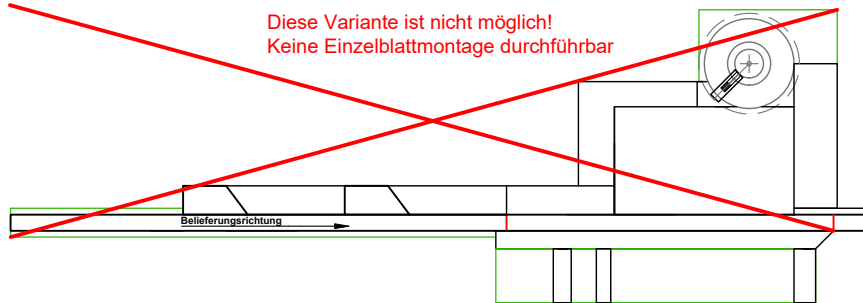 Diese Variante ist nicht möglich!
Keine Einzelblattmontage durchführbar
Belieferungsrichtung